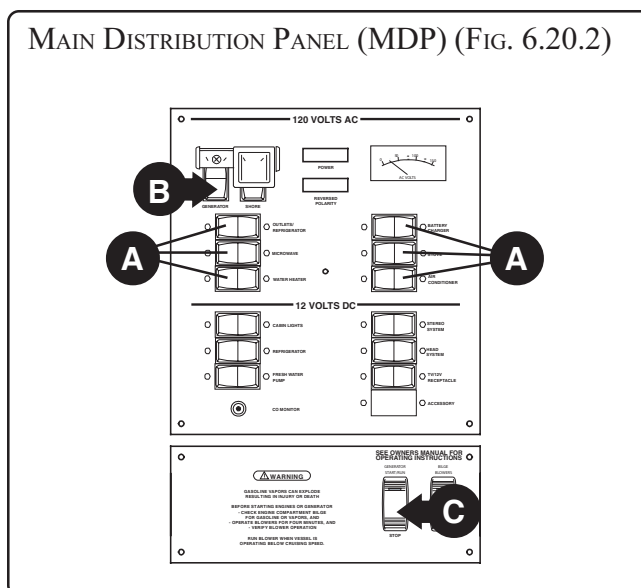 MAIN DISTRIBUTION PANEL (MDP) (FIG. 6.20.2)
120 VOLTS AC
POWER
AC VOLTS
B
GENERATOR
SHORE
REVERSED
POLARITY
OUTLETS/
REFRIGERATOR
BATTERY
CHARGER
A
MICROWAVE
A
WATER HEATER
AIR
CONDITIONER
12 VOLTS DC
CABIN LIGHTS
STEREO
SYSTEM
REFRIGERATOR
HEAD
SYSTEM
FRESH WATER
PUMP
TV/12V
RECEPTACLE
CO MONITOR
ACCESSORY
SEE OWNERS MANUAL FOR
OPERATING INSTRUCTIONS
GENERATOR
START/RUN
BILGE
BLOWERS
WARNING
GASOLINE VAPORS CAN EXPLODE
RESULTING IN INJURY OR DEATH
BEFORE STARTING ENGINES OR GENERATOR
- CHECK ENGINE COMPARTMENT BILGE
FOR GASOLINE OR VAPORS, AND
- OPERATE BLOWERS FOR FOUR MINUTES, AND
- VERIFY BLOWER OPERATION
RUN BLOWER WHEN VESSEL IS
OPERATING BELOW CRUISING SPEED.
C
STOP